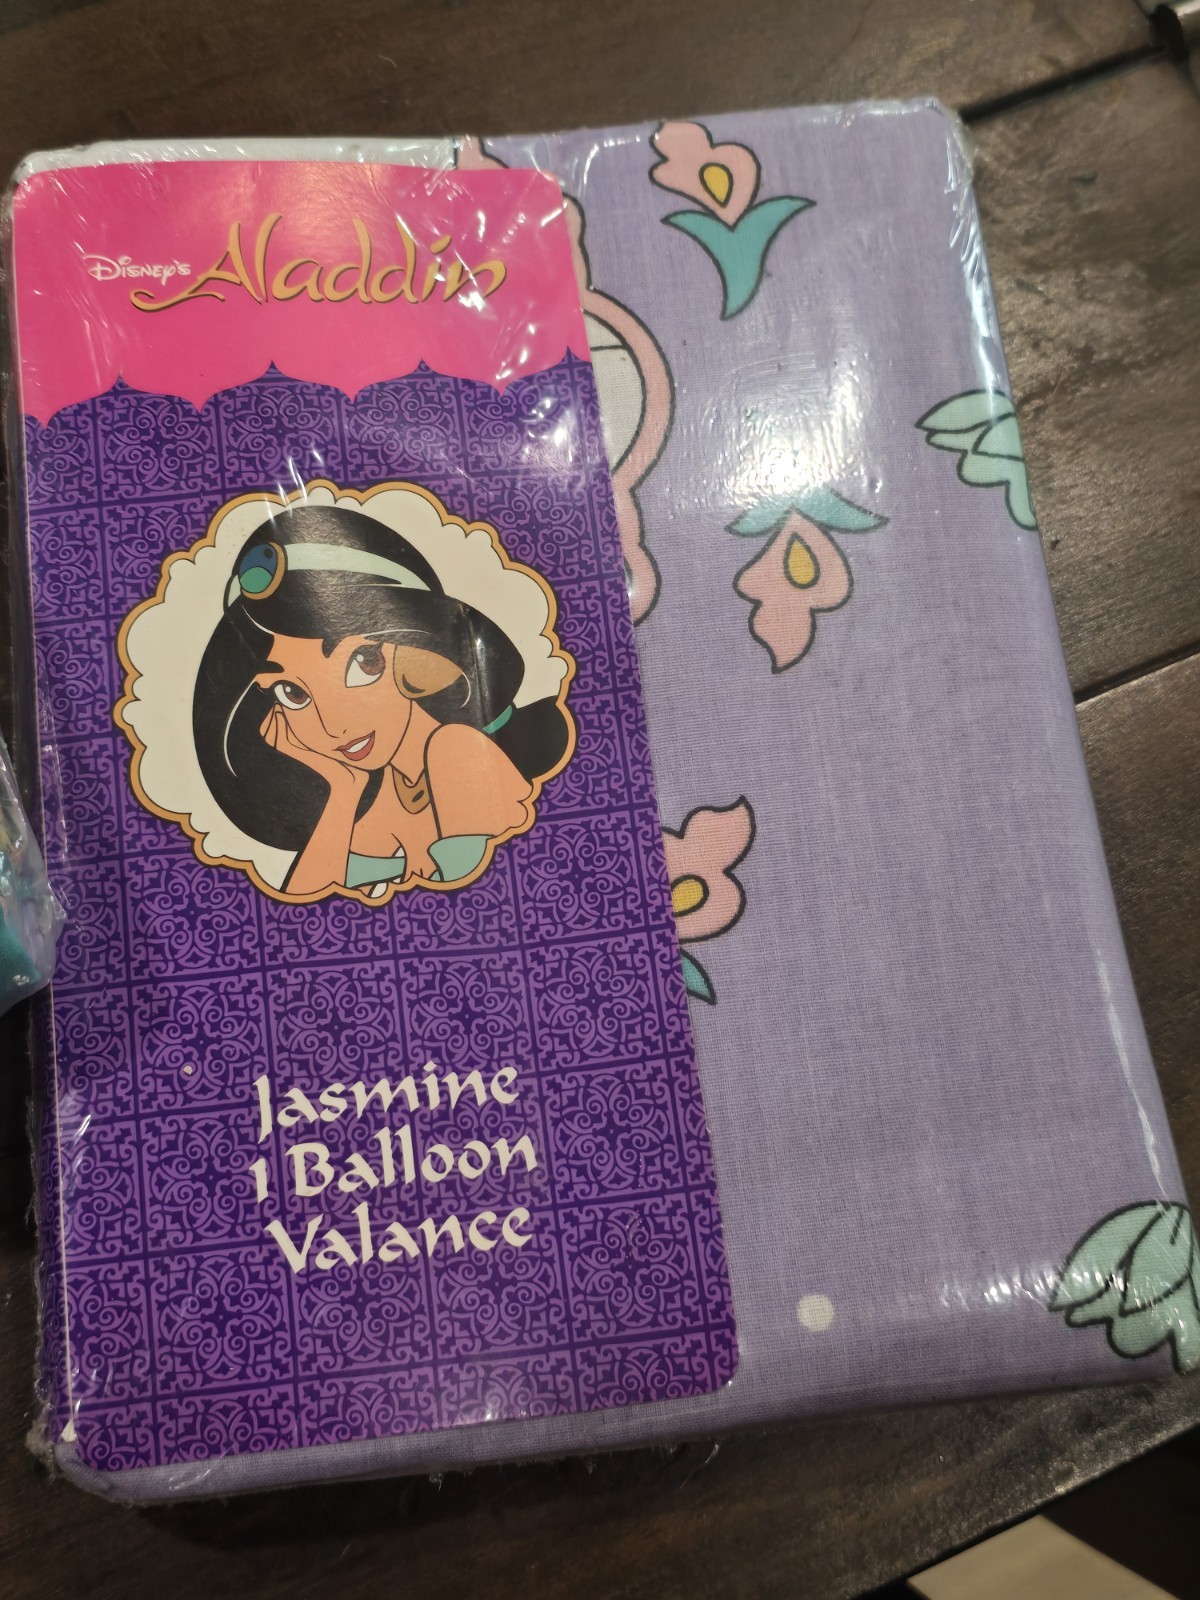 Disney's Aladdin
Jasmine
1 Balloon
Valance